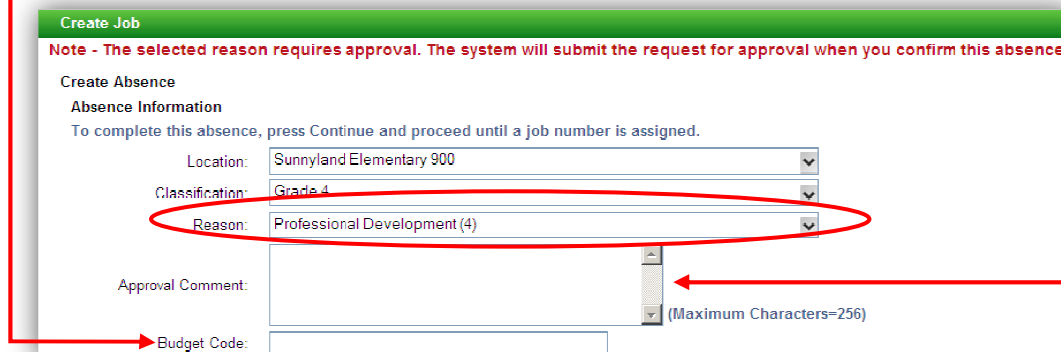 Create Job
Note - The selected reason requires approval. The system will submit the request for approval when you confirm this absence
Create Absence
Absence Information
To complete this absence, press Continue and proceed until a job number is assigned.
Location: Sunnyland Elementary 900
Classification: Grade 4
Reason: Professional Development (4)
Approval Comment:
(Maximum Characters=256)
Budget Code: